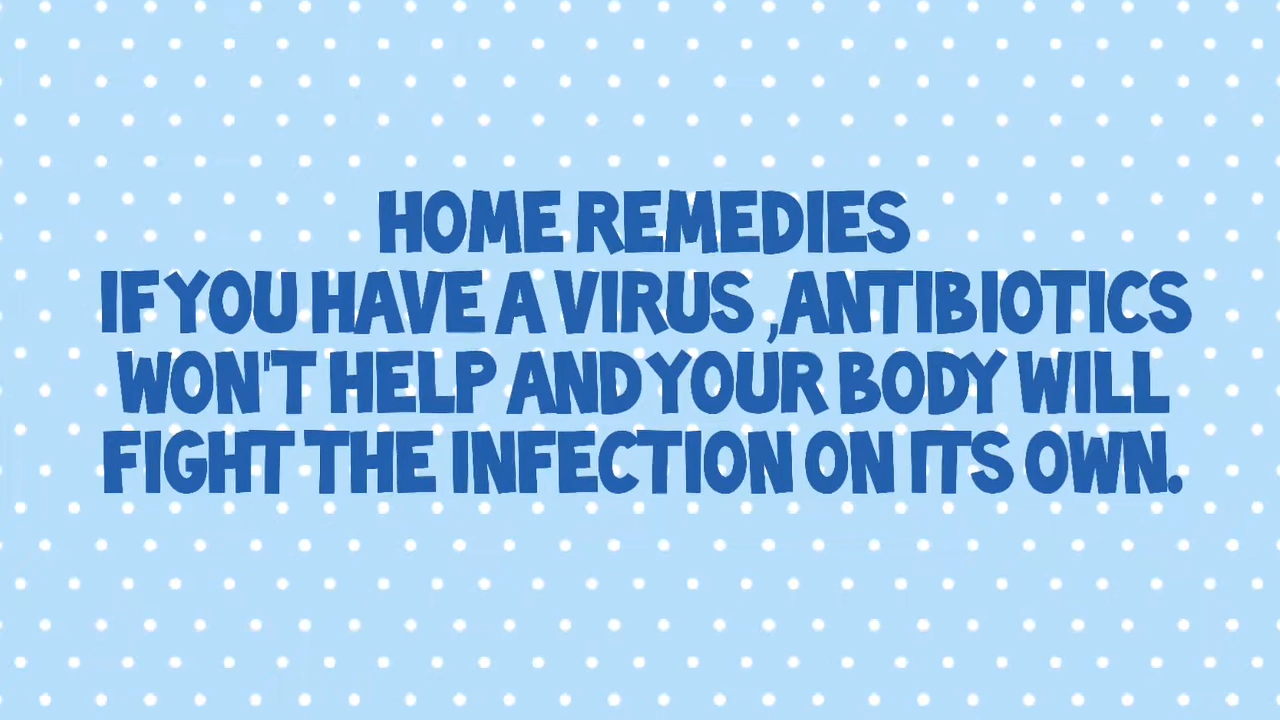 HOME REMEDIES
IF YOU HAVE A VIRUS ,ANTIBIOTICS
WON'T HELP AND YOUR BODY WILL
FIGHT THE INFECTION ON ITS OWN.